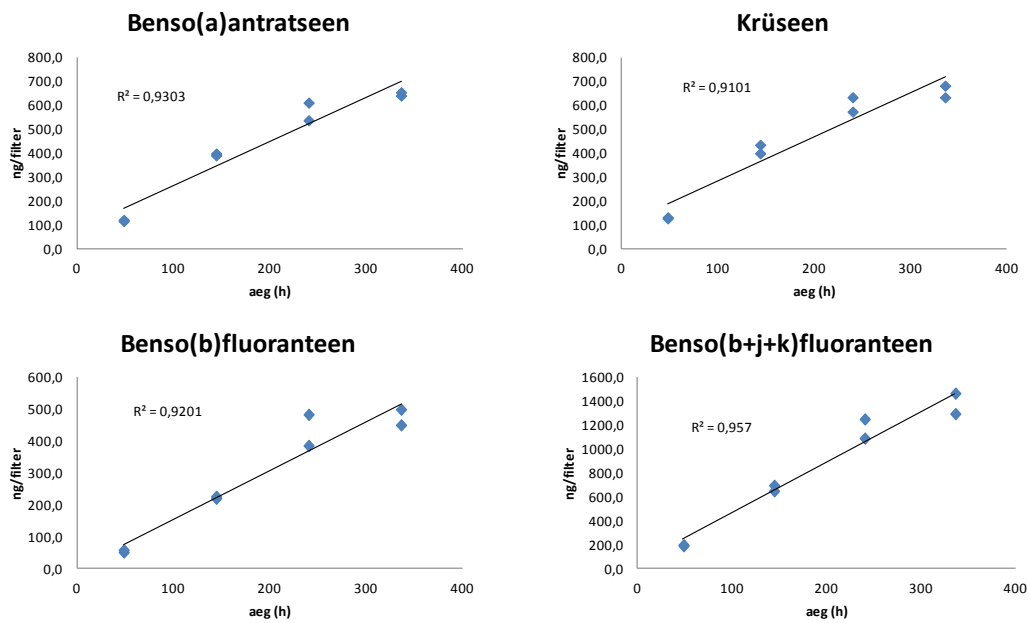 Benso(a)antratseen
800,0
700,0
600,0
500,0
400,0
300,0
200,0
100,0
0,0
ng/filter
R² = 0,9303
0 100 200 300 400
aeg (h)
Krüseen
800,0
700,0
600,0
500,0
400,0
300,0
200,0
100,0
0,0
ng/filter
R² = 0,9101
0 100 200 300 400
aeg (h)
Benso(b)fluoranteen
600,0
500,0
400,0
300,0
200,0
100,0
0,0
ng/filter
R² = 0,9201
0 100 200 300 400
aeg (h)
Benso(b+j+k)fluoranteen
1600,0
1400,0
1200,0
1000,0
800,0
600,0
400,0
200,0
0,0
ng/filter
R² = 0,957
0 100 200 300 400
aeg (h)